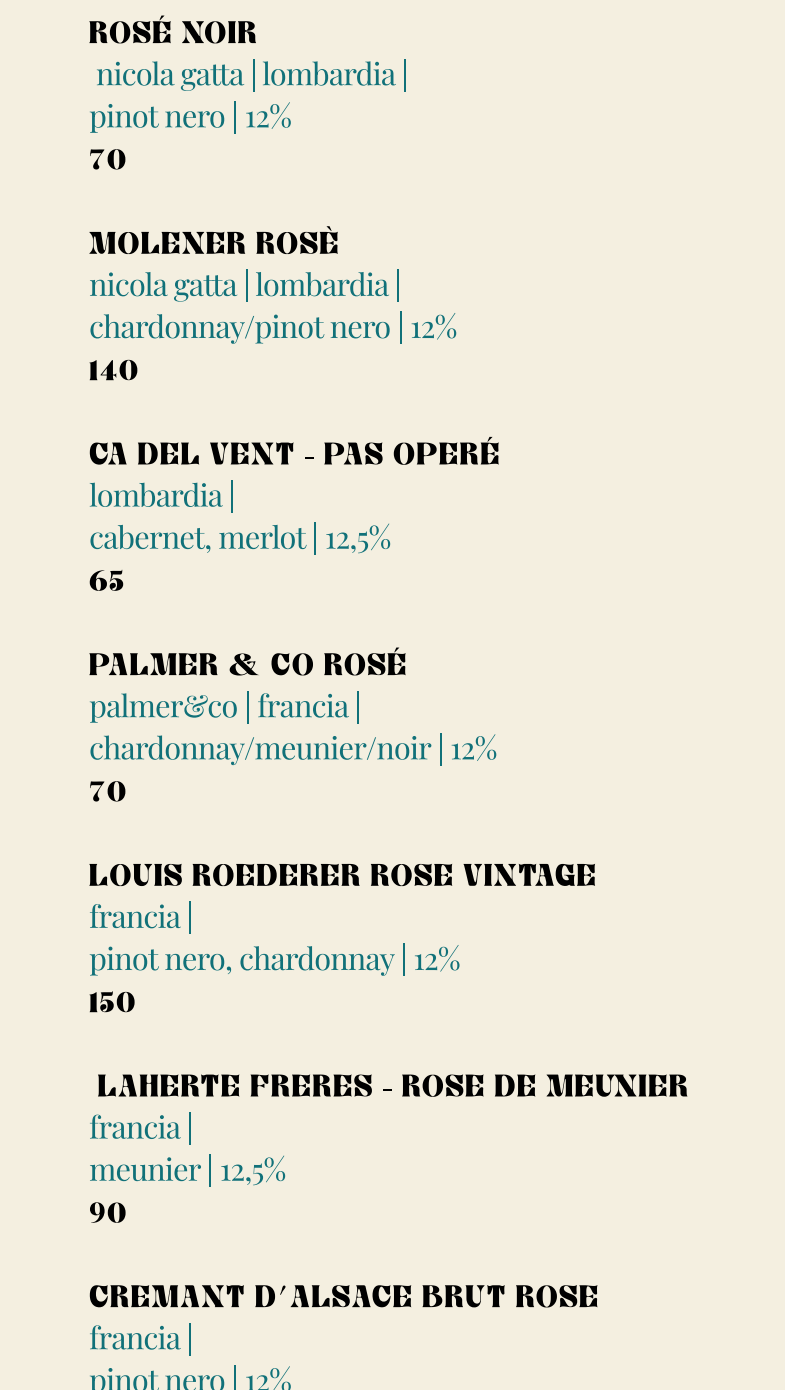 ROSÉ NOIR
nicola gatta | lombardia |
pinot nero | 12%
70
MOLENER ROSÈ
nicola gatta | lombardia |
chardonnay/pinot nero | 12%
140
CA DEL VENT - PAS OPERÉ
lombardia |
cabernet, merlot | 12,5%
65
PALMER & CO ROSÉ
palmer&co | francia |
chardonnay/meunier/noir | 12%
70
LOUIS ROEDERER ROSE VINTAGE
francia |
pinot nero, chardonnay | 12%
150
LAHERTE FRERES - ROSE DE MEUNIER
francia |
meunier | 12,5%
90
CREMANT D'ALSACE BRUT ROSE
francia |
pinot nero | 12%